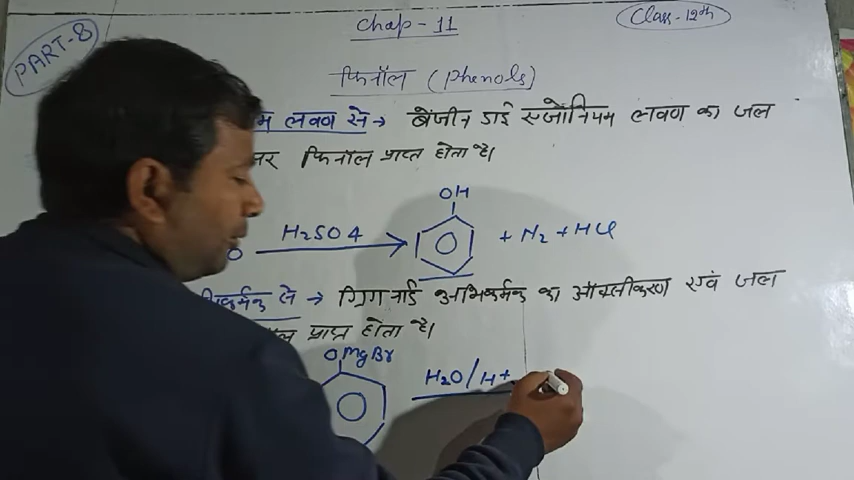 PART-8
Chap - 11
Class-12th
फिनॉल (Phenols)
लवण से → बेंजीन डाई एजोनियम लवण का जल
फिनॉल प्राप्त होता है।
OH
H₂SO4
+ N₂ + HCl
से → ग्रिगनार्ड अभिकर्मक का ऑक्सीकरण एवं जल
प्राप्त होता है।
OMgBr
H₂O/H+